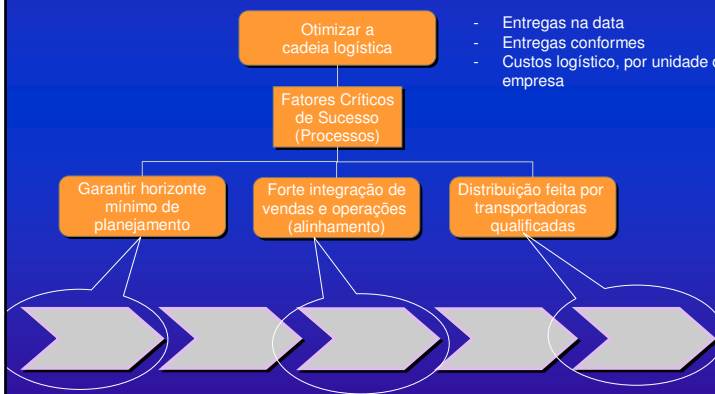 Otimizar a
cadeia logística
- Entregas na data
- Entregas conformes
- Custos logístico, por unidade
empresa
Fatores Críticos
de Sucesso
(Processos)
Garantir horizonte
mínimo de
planejamento
Forte integração de
vendas e operações
(alinhamento)
Distribuição feita por
transportadoras
qualificadas